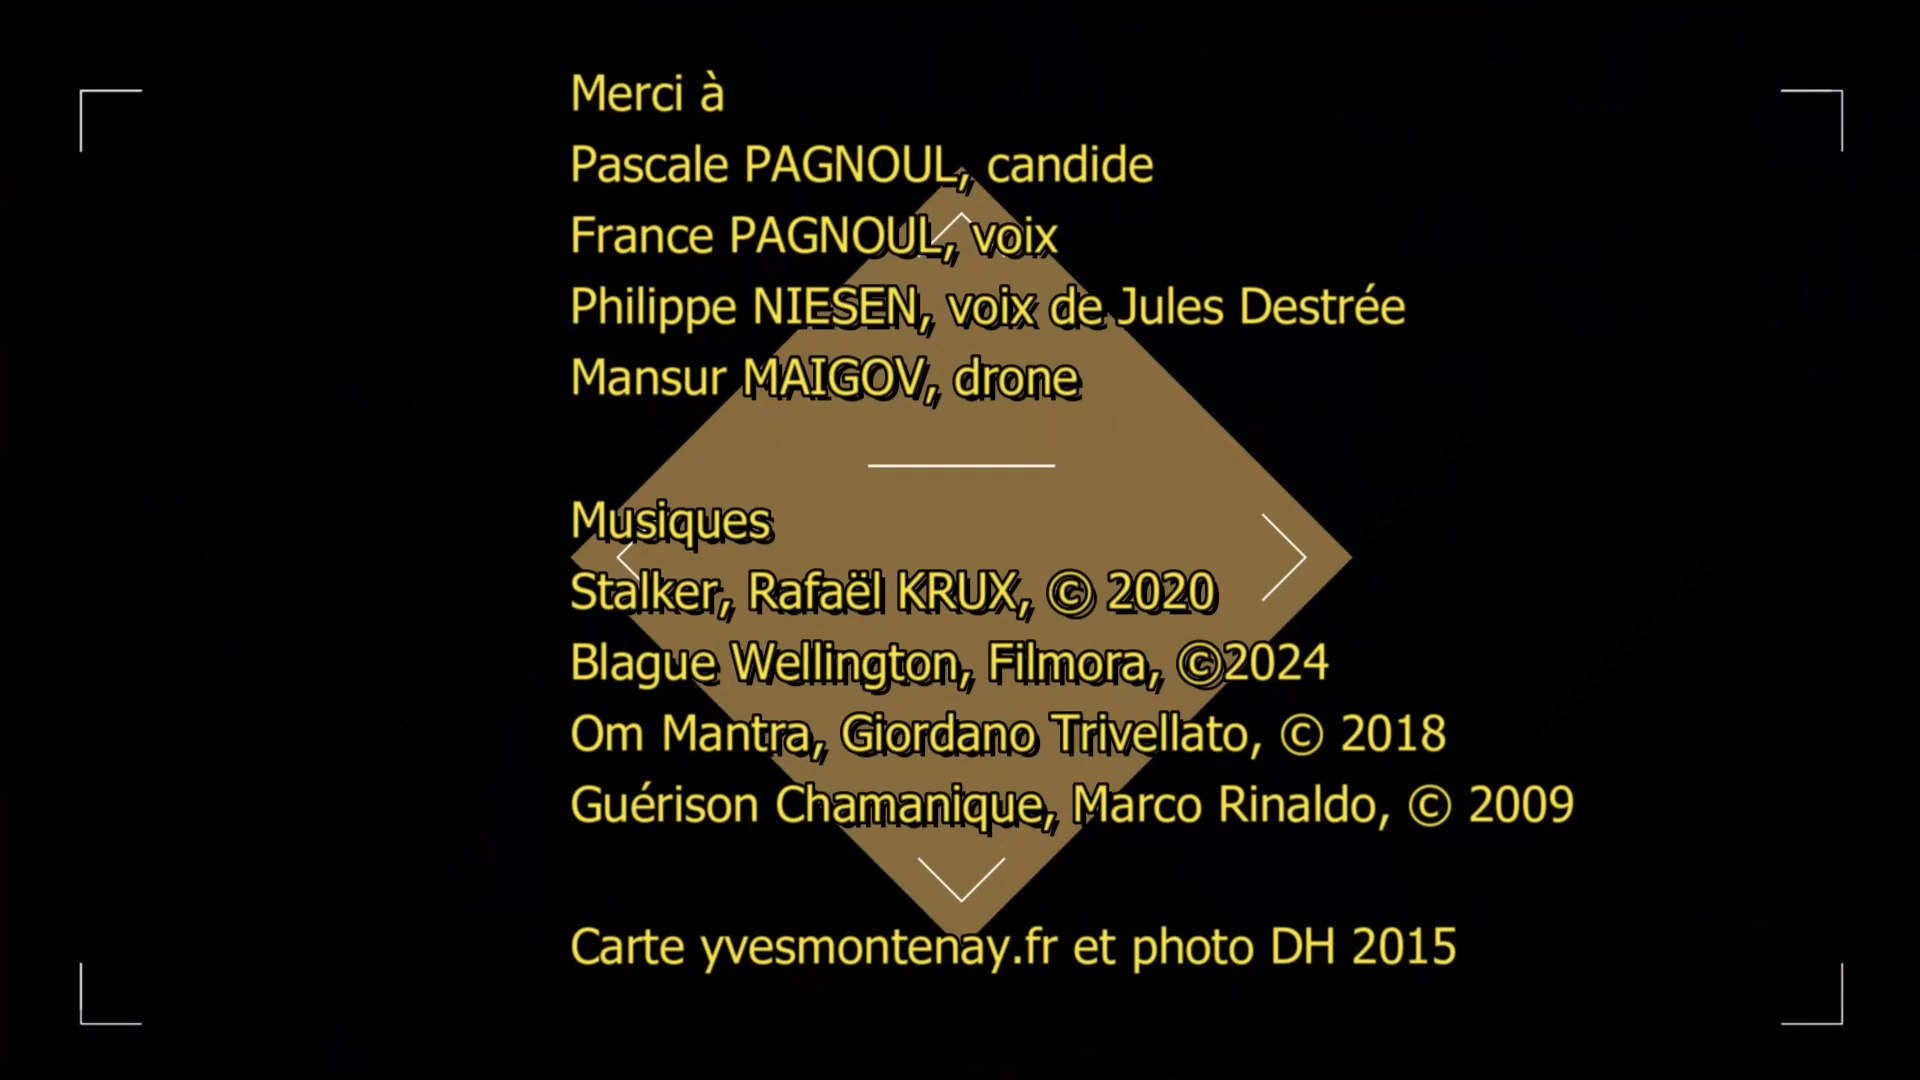 Merci à
Pascale PAGNOUL, candide
France PAGNOUL, voix
Philippe NIESEN, voix de Jules Destrée
Mansur MAIGOV, drone
Musiques
Stalker, Rafaël KRUX, © 2020
Blague Wellington, Filmora, ©2024
Om Mantra, Giordano Trivellato, © 2018
Guérison Chamanique, Marco Rinaldo, © 2009
Carte yvesmontenay.fr et photo DH 2015